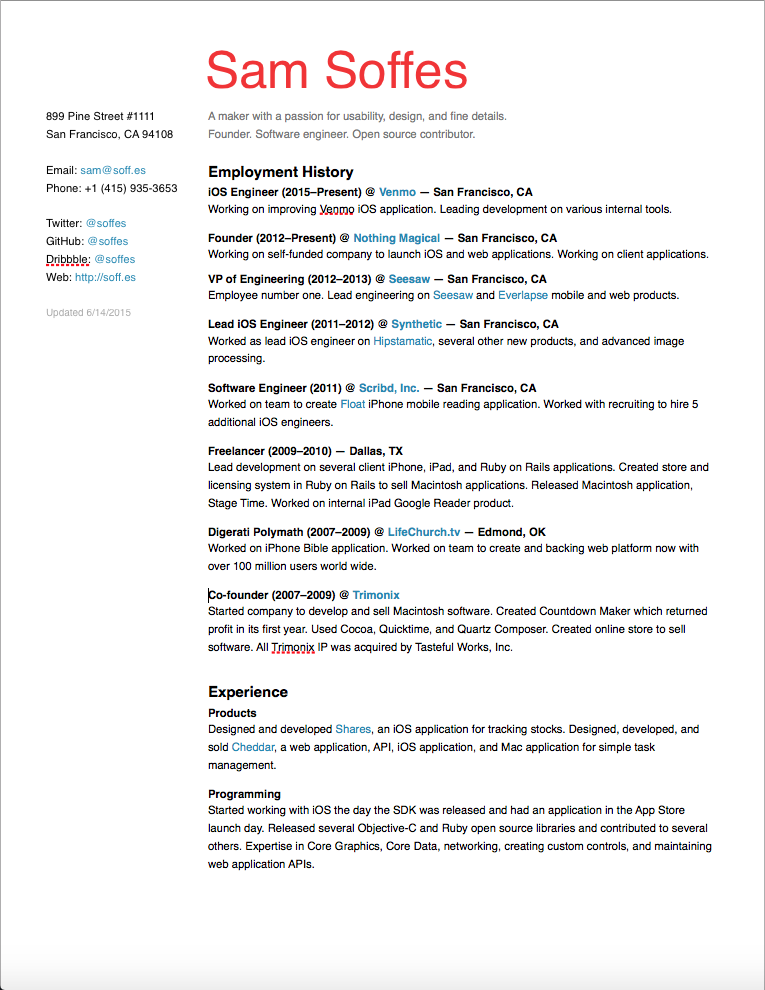 Sam Soffes
899 Pine Street #1111
San Francisco, CA 94108
Email: sam@soff.es
Phone: +1 (415) 935-3653
Twitter: @soffes
GitHub: @soffes
Dribbble: @soffes
Web: http://soff.es
Updated 6/14/2015
A maker with a passion for usability, design, and fine details.
Founder. Software engineer. Open source contributor.
Employment History
iOS Engineer (2015–Present) @ Venmo — San Francisco, CA
Working on improving Venmo iOS application. Leading development on various internal tools.
Founder (2012–Present) @ Nothing Magical — San Francisco, CA
Working on self-funded company to launch iOS and web applications. Working on client applications.
VP of Engineering (2012–2013) @ Seesaw — San Francisco, CA
Employee number one. Lead engineering on Seesaw and Everlapse mobile and web products.
Lead iOS Engineer (2011–2012) @ Synthetic — San Francisco, CA
Worked as lead iOS engineer on Hipstamatic, several other new products, and advanced image
processing.
Software Engineer (2011) @ Scribd, Inc. — San Francisco, CA
Worked on team to create Float iPhone mobile reading application. Worked with recruiting to hire 5
additional iOS engineers.
Freelancer (2009–2010) — Dallas, TX
Lead development on several client iPhone, iPad, and Ruby on Rails applications. Created store and
licensing system in Ruby on Rails to sell Macintosh applications. Released Macintosh application,
Stage Time. Worked on internal iPad Google Reader product.
Digerati Polymath (2007–2009) @ LifeChurch.tv — Edmond, OK
Worked on iPhone Bible application. Worked on team to create and backing web platform now with
over 100 million users world wide.
Co-founder (2007–2009) @ Trimonix
Started company to develop and sell Macintosh software. Created Countdown Maker which returned
profit in its first year. Used Cocoa, Quicktime, and Quartz Composer. Created online store to sell
software. All Trimonix IP was acquired by Tasteful Works, Inc.
Experience
Products
Designed and developed Shares, an iOS application for tracking stocks. Designed, developed, and
sold Cheddar, a web application, API, iOS application, and Mac application for simple task
management.
Programming
Started working with iOS the day the SDK was released and had an application in the App Store
launch day. Released several Objective-C and Ruby open source libraries and contributed to several
others. Expertise in Core Graphics, Core Data, networking, creating custom controls, and maintaining
web application APIs.